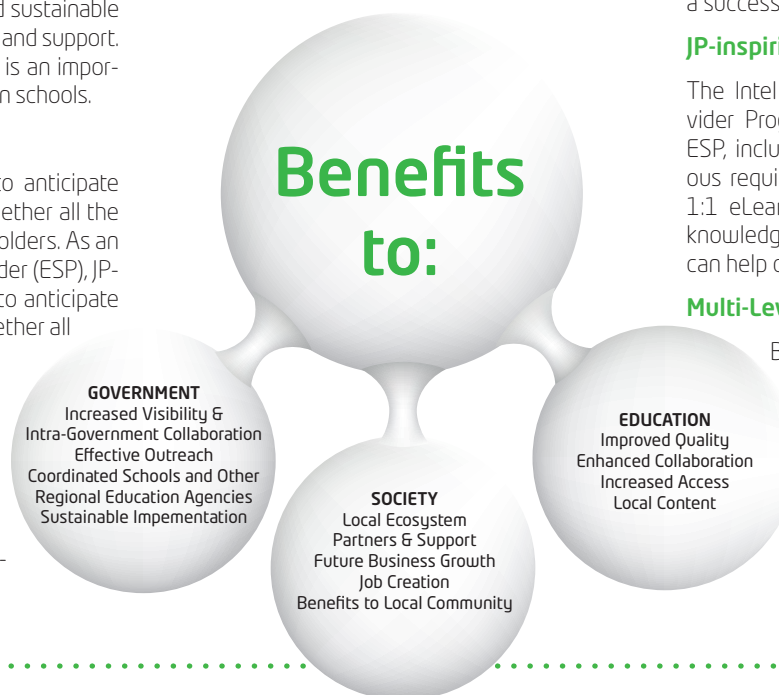 d sustainable
and support.
is an impor-
n schools.
to anticipate
ether all the
olders. As an
der (ESP), JP-
to anticipate
ether all
-
Benefits
to:
GOVERNMENT
Increased Visibility &
Intra-Government Collaboration
Effective Outreach
Coordinated Schools and Other
Regional Education Agencies
Sustainable Impementation
SOCIETY
Local Ecosystem
Partners & Support
Future Business Growth
Job Creation
Benefits to Local Community
EDUCATION
Improved Quality
Enhanced Collaboration
Increased Access
Local Content
a success
JP-inspiri
The Intel
vider Pro
ESP, inclu
ous requi
1:1 eLear
knowledg
can help c
Multi-Lev